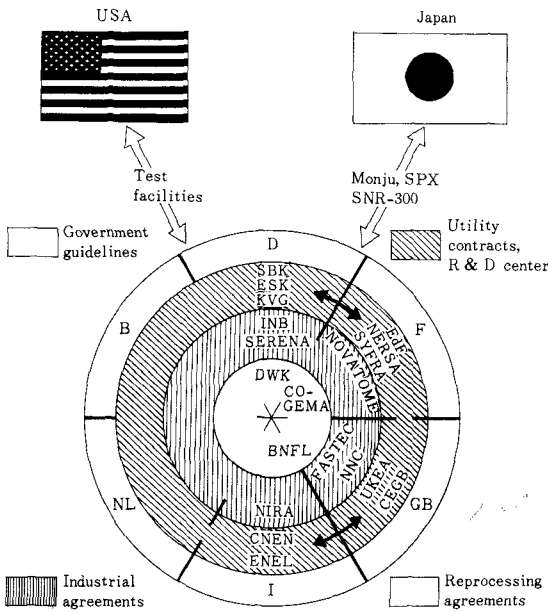 USA
Japan
Test
facilities
Monju, SPX
SNR-300
Government
guidelines
Utility
contracts,
R & D center
D
SBK
ESK
KVG
INB
SERENA
B
F
EdF
NERSA
SYFRA
NOVATOME
DWK
CO-
GEMA
BNFL
FASTEC
NNC
UKEA
CEGB
GB
NL
NIRA
CNEN
ENEL
I
Industrial
agreements
Reprocessing
agreements